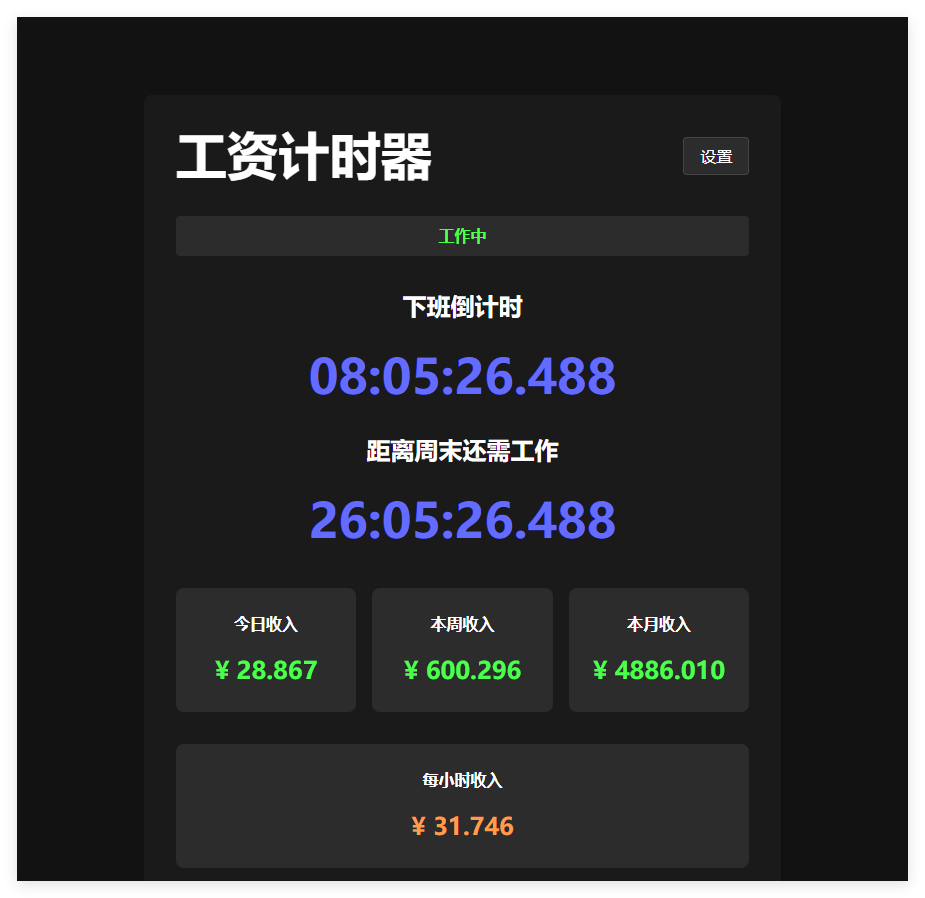 工资计时器
设置
工作中
下班倒计时
08:05:26.488
距离周末还需工作
26:05:26.488
今日收入
¥ 28.867
本周收入
¥ 600.296
本月收入
¥ 4886.010
每小时收入
¥ 31.746